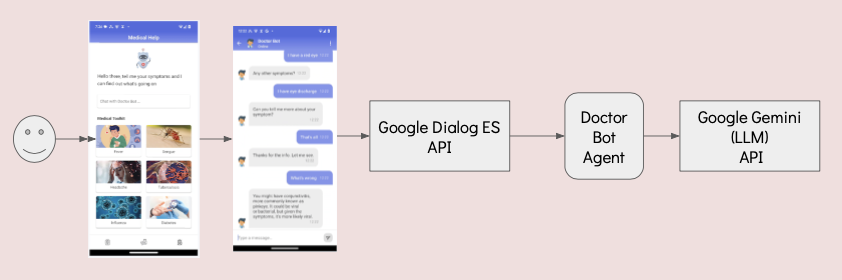 Medical Help
Hello there, tell me your symptoms and I
can find out what's going on
Chat with doctor bot...
Medical Toolkit
Fever
Dengue
Headache
Tuberculosis
Influenza
Diabetes
Doctor Bot
Online
I have a red eye
Any other symptoms?
I have eye discharge
Can you tell me more about your
symptom?
That's all
Thanks for the info. Let me see
What's wrong
You might have conjunctivitis,
more commonly known as
pinkeye. It could be viral
or bacterial, but given the
symptoms, it's more likely viral.
Type a message...
Google Dialog ES
API
Doctor
Bot
Agent
Google Gemini
(LLM)
API